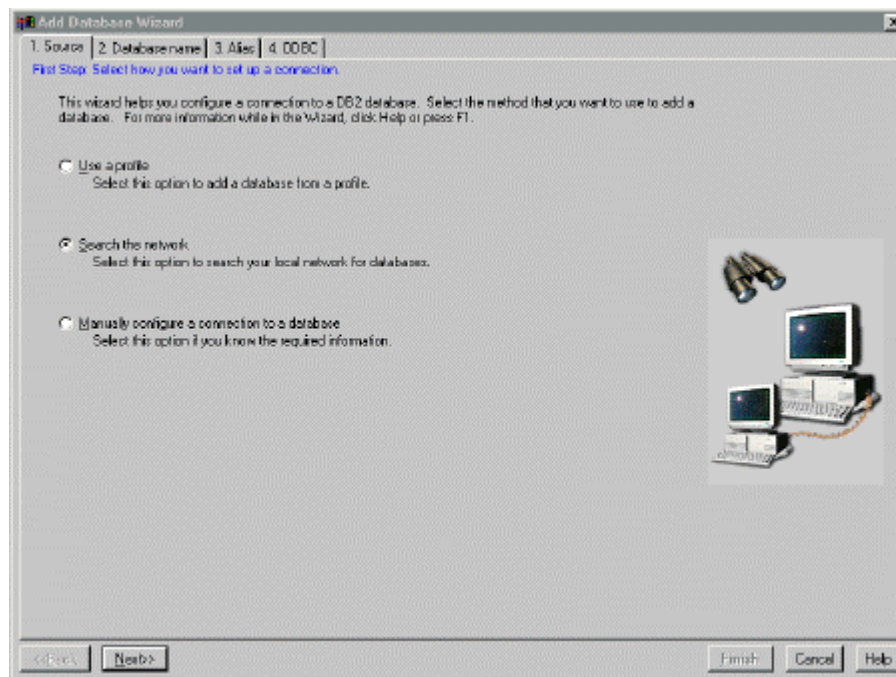 Add Database Wizard
1. Source 2. Database name 3. Alias 4. ODBC
First Step: Select how you want to set up a connection.
This wizard helps you configure a connection to a DB2 database. Select the method that you want to use to add a
database. For more information while in the Wizard, click Help or press F1.
Use a profile
Select this option to add a database from a profile.
Search the network
Select this option to search your local network for databases.
Manually configure a connection to a database
Select this option if you know the required information.
<<Back Next>> Finish Cancel Help